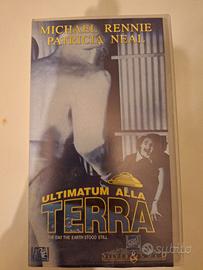 MICHAEL RENNIE
PATRICIA NEAL
ULTIMATUM ALLA
TERRA
THE DAY THE EARTH STOOD STILL
subito